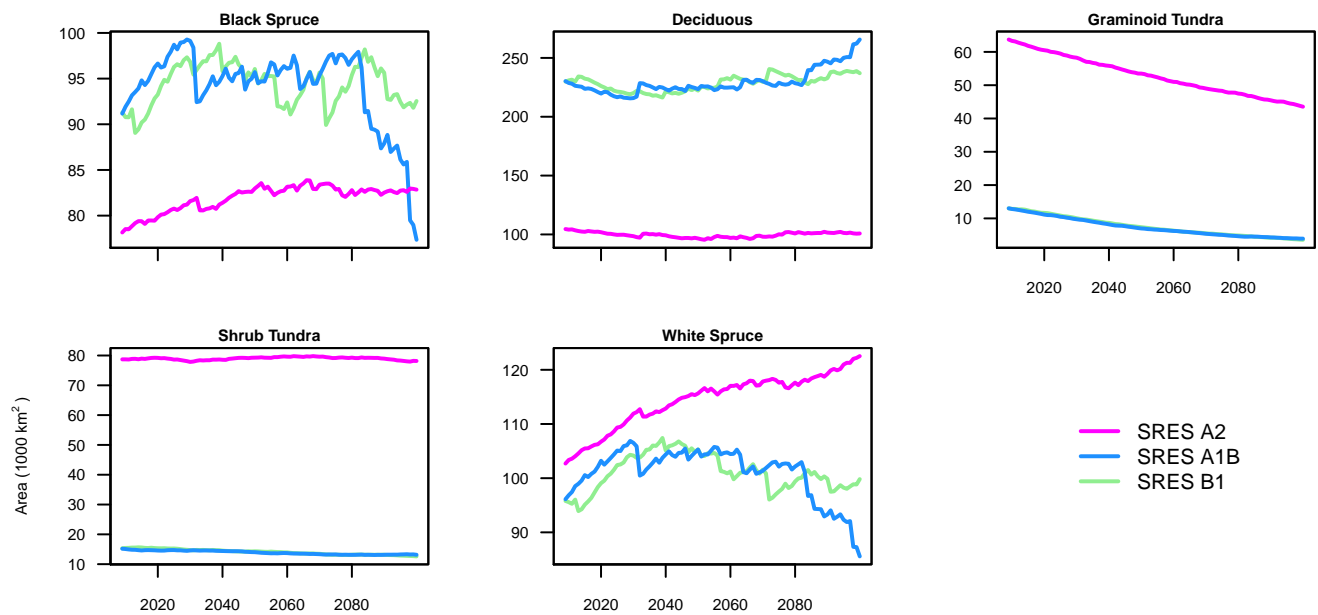 Black Spruce
100
95
90
85
80
Deciduous
250
200
150
100
Graminoid Tundra
60
50
40
30
20
10
2020 2040 2060 2080
Shrub Tundra
80
70
60
50
40
30
20
10
2020 2040 2060 2080
White Spruce
120
110
100
90
2020 2040 2060 2080
Area (1000 km²)
SRES A2
SRES A1B
SRES B1